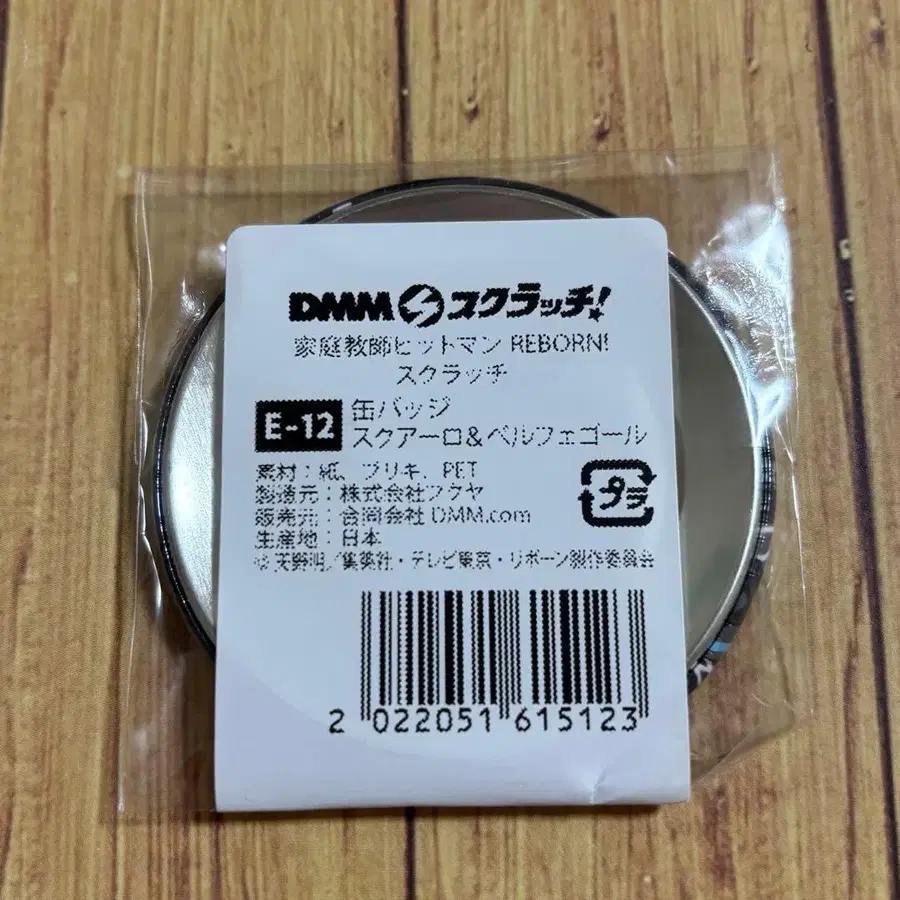 DMMスクラッチ!
家庭教師ヒットマン REBORN!
スクラッチ
E-12 缶バッジ
スクアーロ&ベルフェゴール
素材:紙、ブリキ、PET
製造元:株式会社フクヤ
販売元:合同会社 DMM.com
生産地:日本
© 天野明/集英社・テレビ東京・リボーン製作委員会
プラ
2 022051 615123